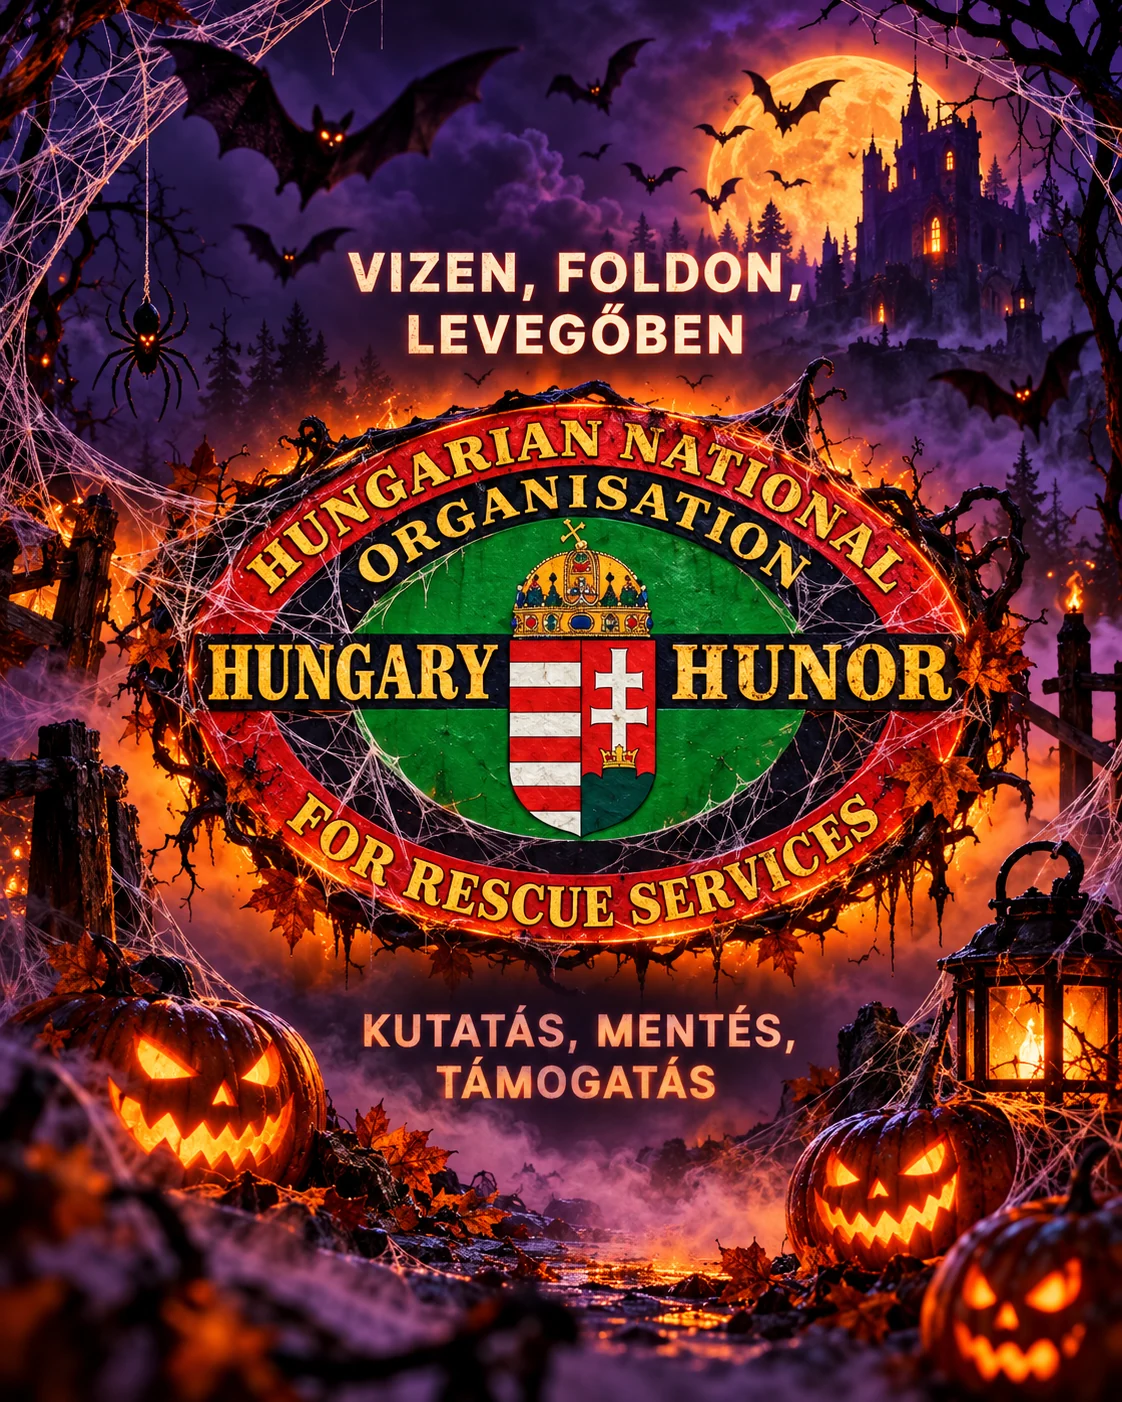 VIZEN, FOLDON,
LEVEGŐBEN
HUNGARIAN NATIONAL
ORGANISATION
HUNGARY HUNOR
FOR RESCUE SERVICES
KUTATÁS, MENTÉS,
TÁMOGATÁS